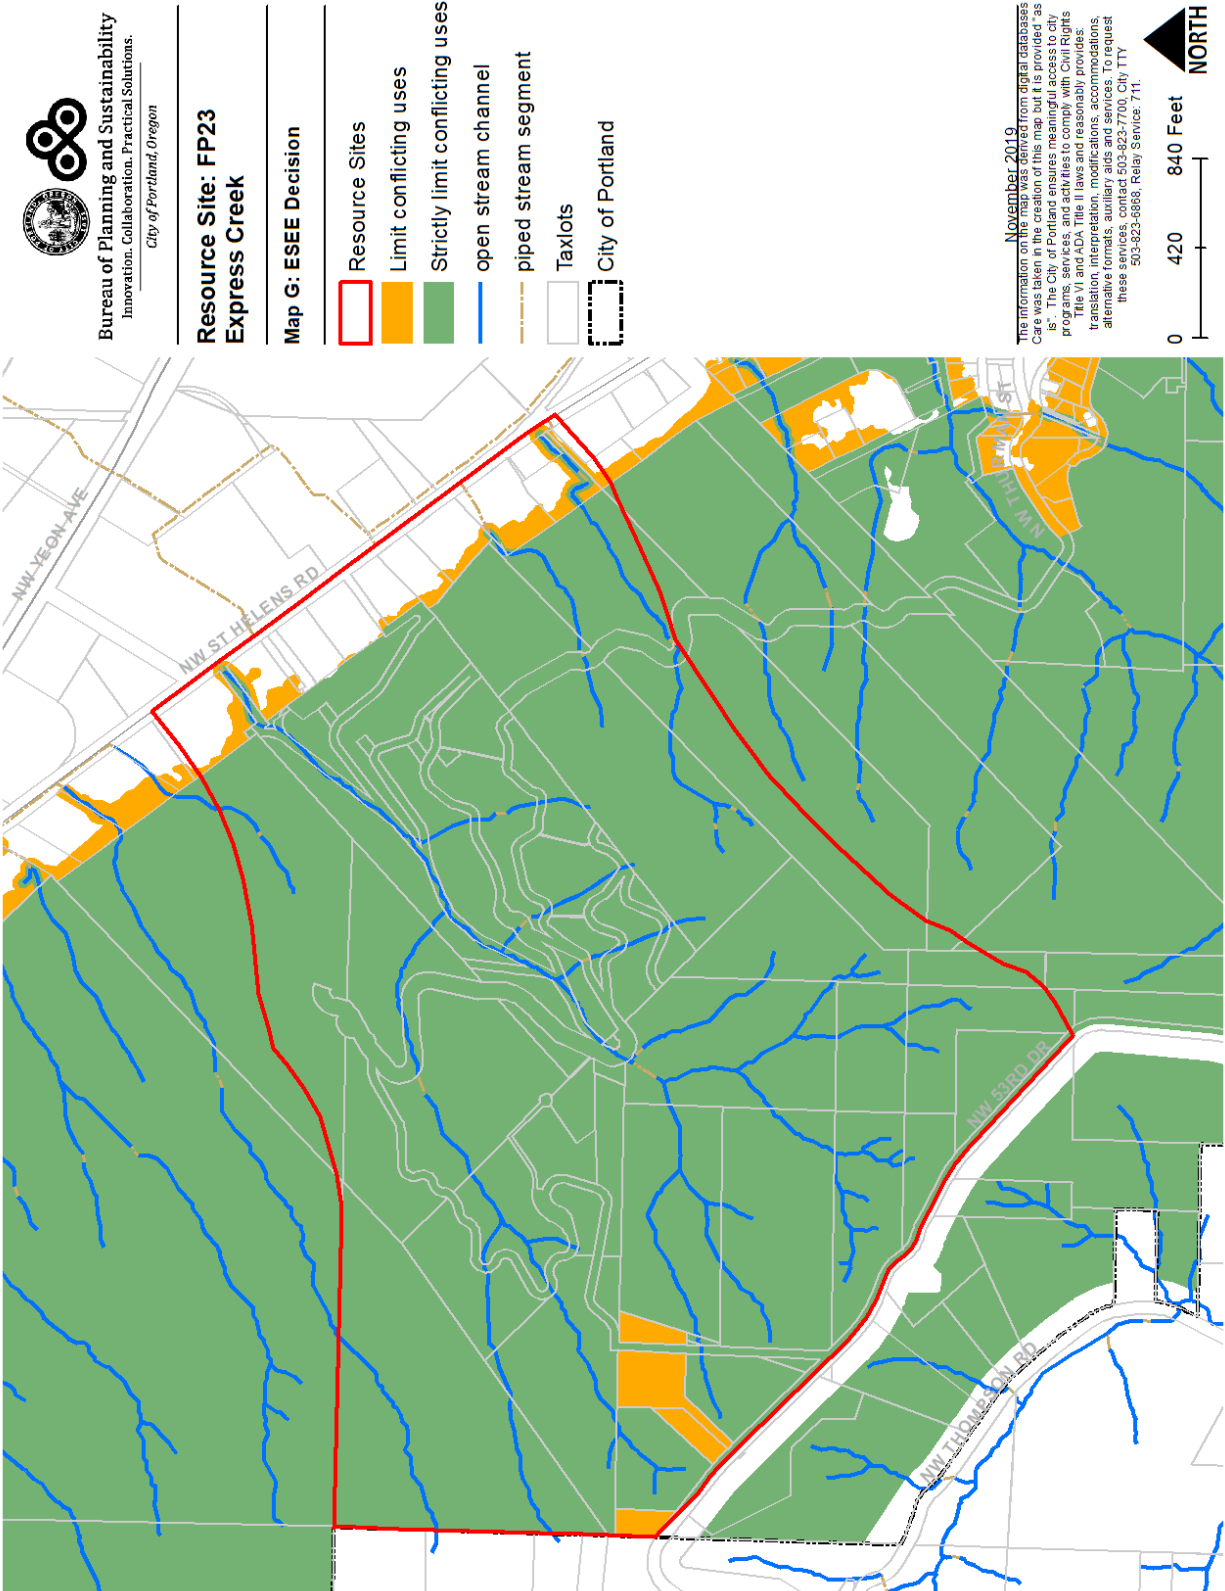 Bureau of Planning and Sustainability
Innovation. Collaboration. Practical Solutions.
City of Portland, Oregon
Resource Site: FP23
Express Creek
Map G: ESEE Decision
Resource Sites
Limit conflicting uses
Strictly limit conflicting uses
open stream channel
piped stream segment
Taxlots
City of Portland
November 2019
The information on the map was derived from digital databases
Care was taken in the creation of this map but it is provided "as
is". The City of Portland ensures meaningful access to city
programs, services, and activities to comply with Civil Rights
Title VI and ADA Title II laws and reasonably provides:
translation, interpretation, modifications, accommodations,
alternative formats, auxiliary aids and services. To request
these services, contact 503-823-7700, City TTY
503-823-6868, Relay Service: 711.
0 420 840 Feet
NORTH
NW YEON AVE
NW ST HELENS RD
NW THURMAN ST
NW 53RD DR
NW THOMPSON RD